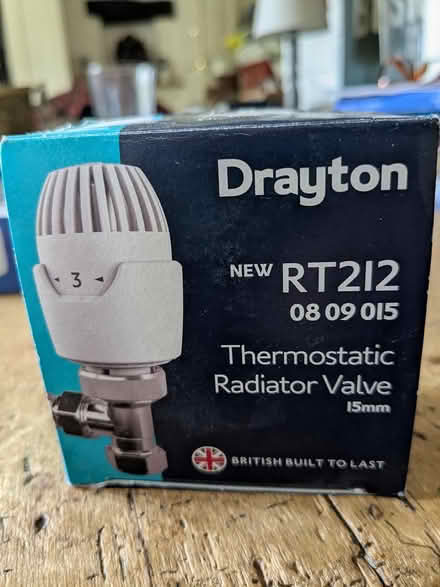 Drayton
NEW RT212
08 09 015
Thermostatic
Radiator Valve
15mm
BRITISH BUILT TO LAST
3